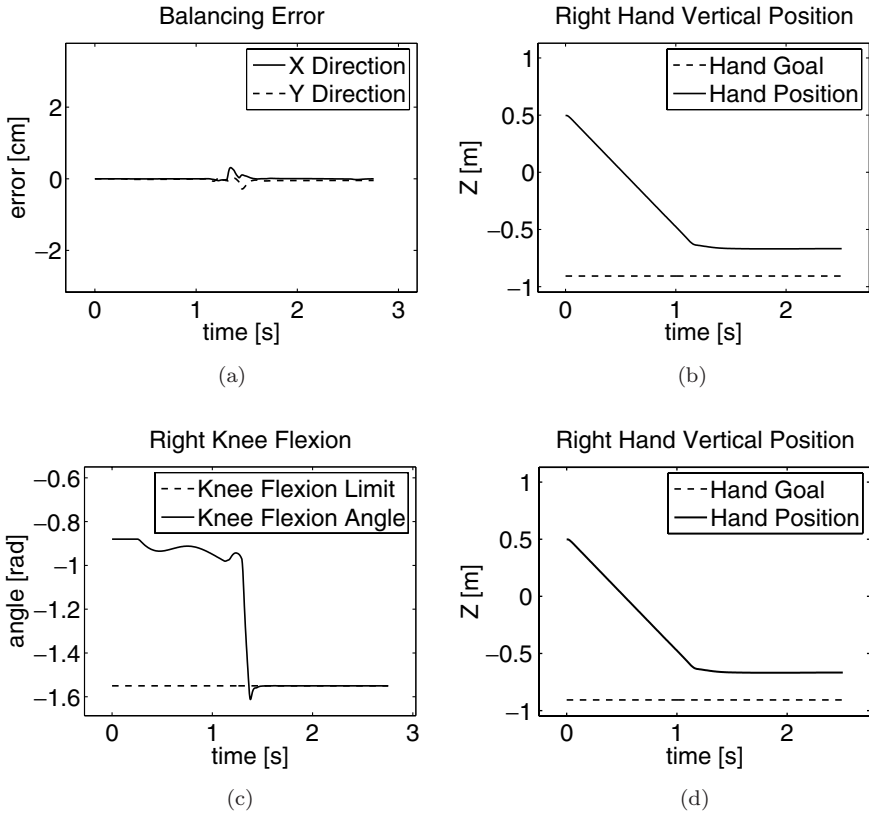 Balancing Error
X Direction
Y Direction
2
0
−2
error [cm]
0
1
2
3
time [s]
(a)
Right Hand Vertical Position
Hand Goal
Hand Position
1
0.5
0
−0.5
−1
Z [m]
0
1
2
time [s]
(b)
Right Knee Flexion
Knee Flexion Limit
Knee Flexion Angle
−0.6
−0.8
−1
−1.2
−1.4
−1.6
angle [rad]
0
1
2
3
time [s]
(c)
Right Hand Vertical Position
Hand Goal
Hand Position
1
0.5
0
−0.5
−1
Z [m]
0
1
2
time [s]
(d)